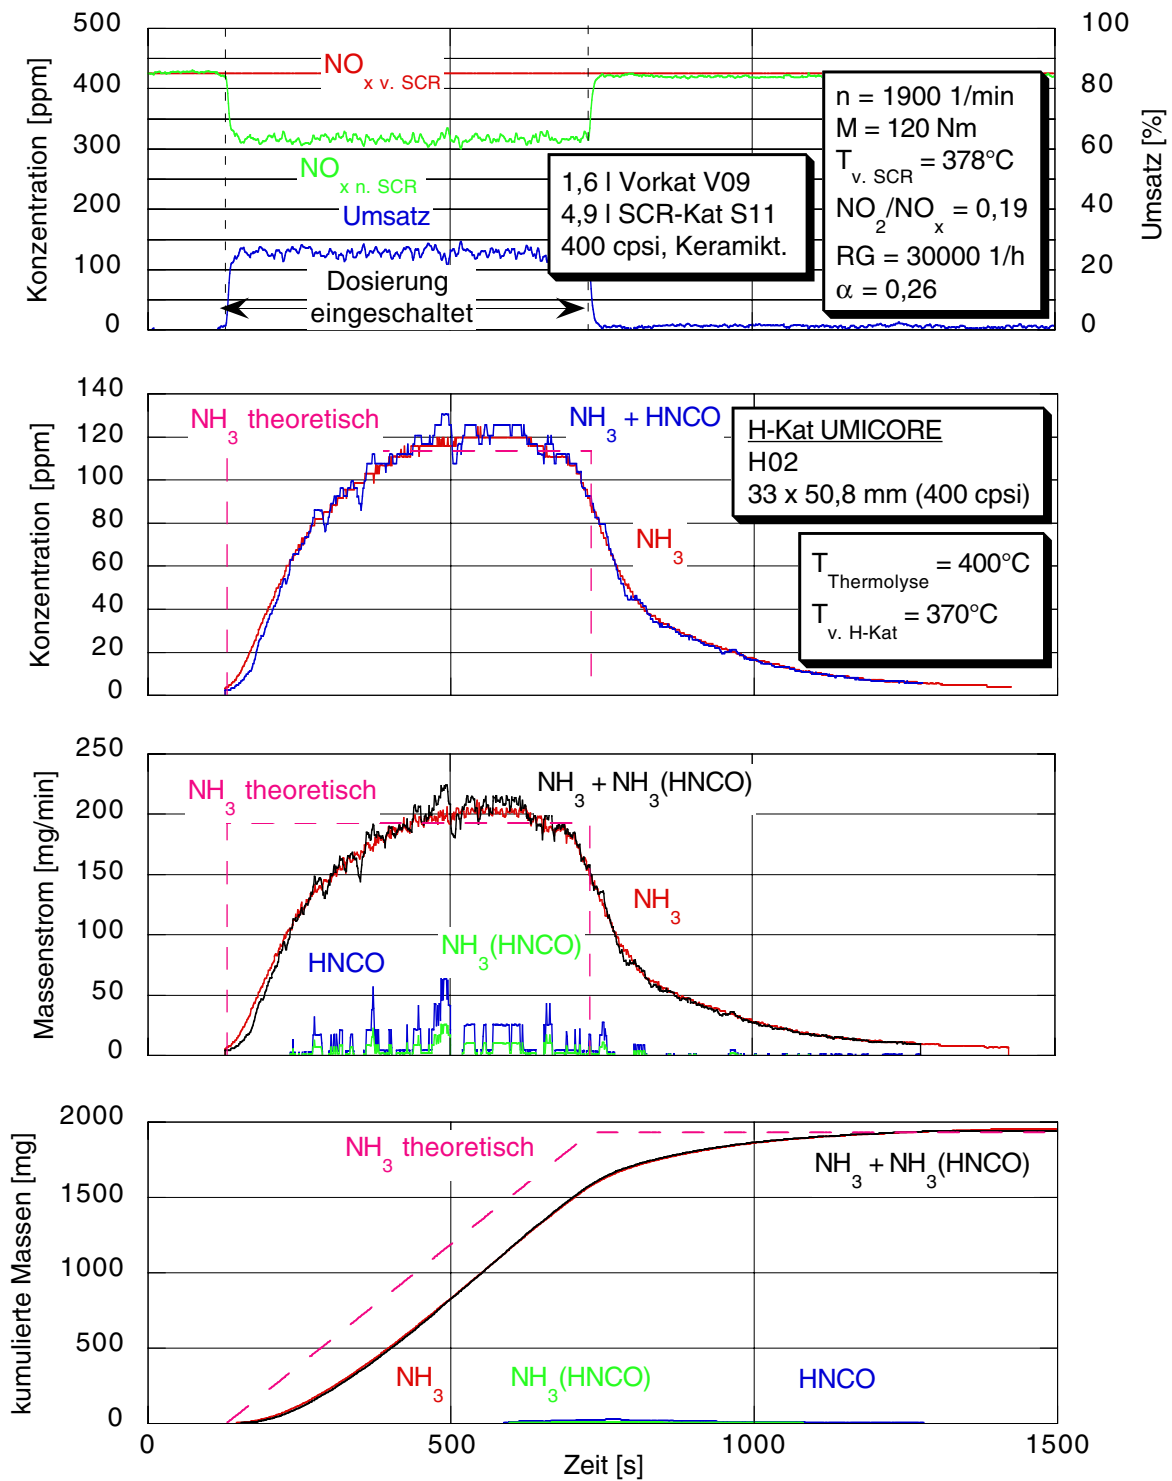 500
400
300
200
100
0
Konzentration [ppm]
100
80
60
40
20
0
Umsatz [%]
NO x v. SCR
NO x n. SCR
Umsatz
Dosierung
eingeschaltet
1,6 l Vorkat V09
4,9 l SCR-Kat S11
400 cpsi, Keramikt.
n = 1900 1/min
M = 120 Nm
T v. SCR = 378°C
NO2/NOx = 0,19
RG = 30000 1/h
α = 0,26
140
120
100
80
60
40
20
0
Konzentration [ppm]
NH3 theoretisch
NH3 + HNCO
NH3
H-Kat UMICORE
H02
33 x 50,8 mm (400 cpsi)
T Thermolyse = 400°C
T v. H-Kat = 370°C
0
500
1000
1500
250
200
150
100
50
0
Massenstrom [mg/min]
NH3 theoretisch
NH3 + NH3(HNCO)
NH3
NH3(HNCO)
HNCO
2000
1500
1000
500
0
kumulierte Massen [mg]
NH3 theoretisch
NH3 + NH3(HNCO)
NH3
NH3(HNCO)
HNCO
Zeit [s]